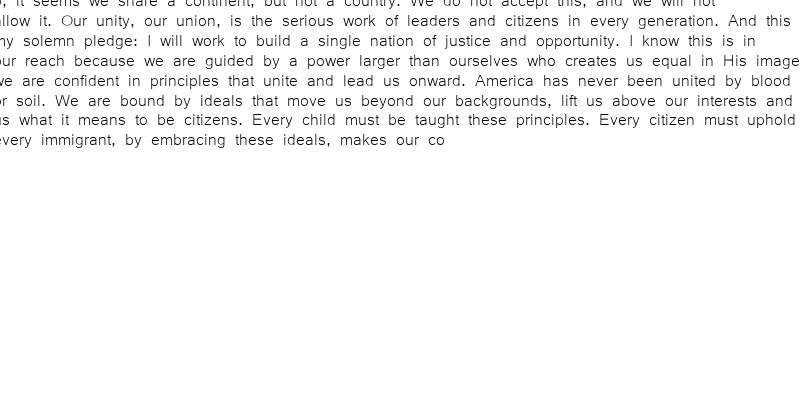 it seems we share a continent, but not a country. We do not accept this, and we will not
allow it. Our unity, our union, is the serious work of leaders and citizens in every generation. And this
my solemn pledge: I will work to build a single nation of justice and opportunity. I know this is in
our reach because we are guided by a power larger than ourselves who creates us equal in His image
we are confident in principles that unite and lead us onward. America has never been united by blood
or soil. We are bound by ideals that move us beyond our backgrounds, lift us above our interests and
us what it means to be citizens. Every child must be taught these principles. Every citizen must uphold
every immigrant, by embracing these ideals, makes our co